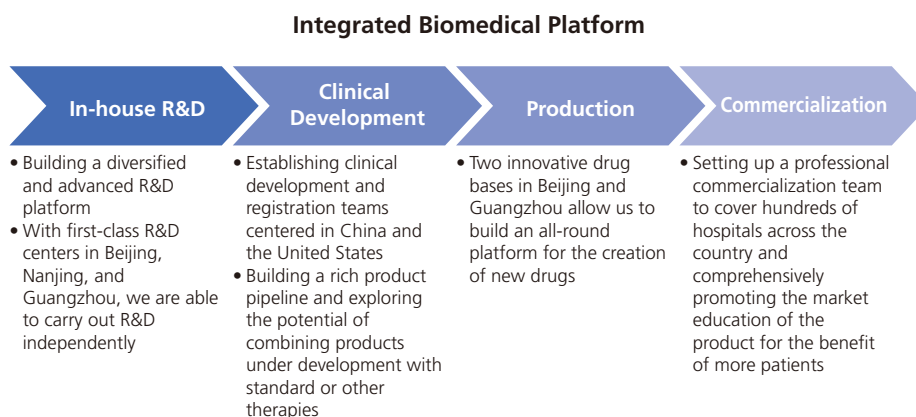 Integrated Biomedical Platform
In-house R&D
• Building a diversified
and advanced R&D
platform
• With first-class R&D
centers in Beijing,
Nanjing, and
Guangzhou, we are able
to carry out R&D
independently
Clinical
Development
• Establishing clinical
development and
registration teams
centered in China and
the United States
• Building a rich product
pipeline and exploring
the potential of
combining products
under development with
standard or other
therapies
Production
• Two innovative drug
bases in Beijing and
Guangzhou allow us to
build an all-round
platform for the creation
of new drugs
Commercialization
• Setting up a professional
commercialization team
to cover hundreds of
hospitals across the
country and
comprehensively
promoting the market
education of the
product for the benefit
of more patients